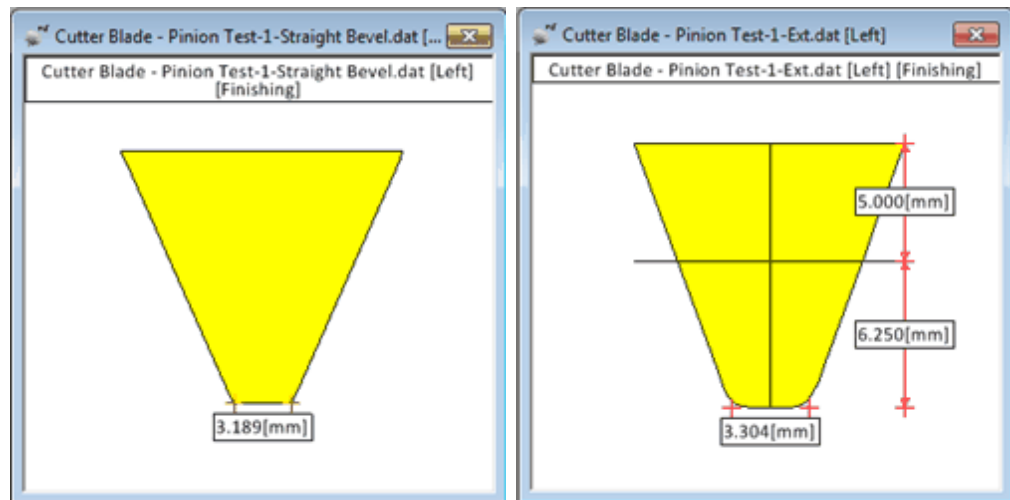 Cutter Blade - Pinion Test-1-Straight Bevel.dat [...
Cutter Blade - Pinion Test-1-Straight Bevel.dat [Left]
[Finishing]
3.189[mm]
Cutter Blade - Pinion Test-1-Ext.dat [Left]
Cutter Blade - Pinion Test-1-Ext.dat [Left] [Finishing]
5.000[mm]
6.250[mm]
3.304[mm]